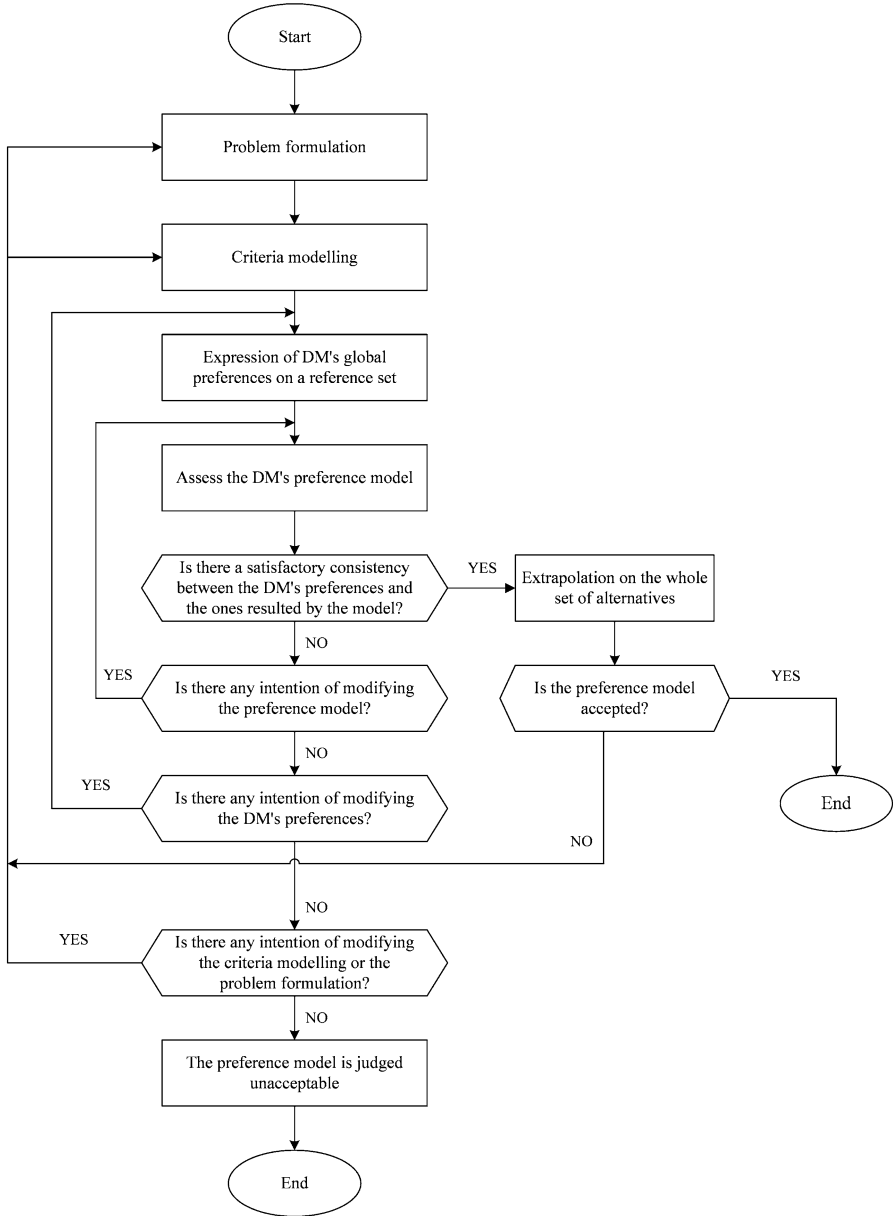 Start
Problem formulation
Criteria modelling
Expression of DM's global
preferences on a reference set
Assess the DM's preference model
Is there a satisfactory consistency
between the DM's preferences and
the ones resulted by the model?
YES
Extrapolation on the whole
set of alternatives
NO
YES
Is there any intention of modifying
the preference model?
Is the preference model
accepted?
YES
NO
YES
Is there any intention of modifying
the DM's preferences?
End
NO
NO
YES
Is there any intention of modifying
the criteria modelling or the
problem formulation?
NO
The preference model is judged
unacceptable
End